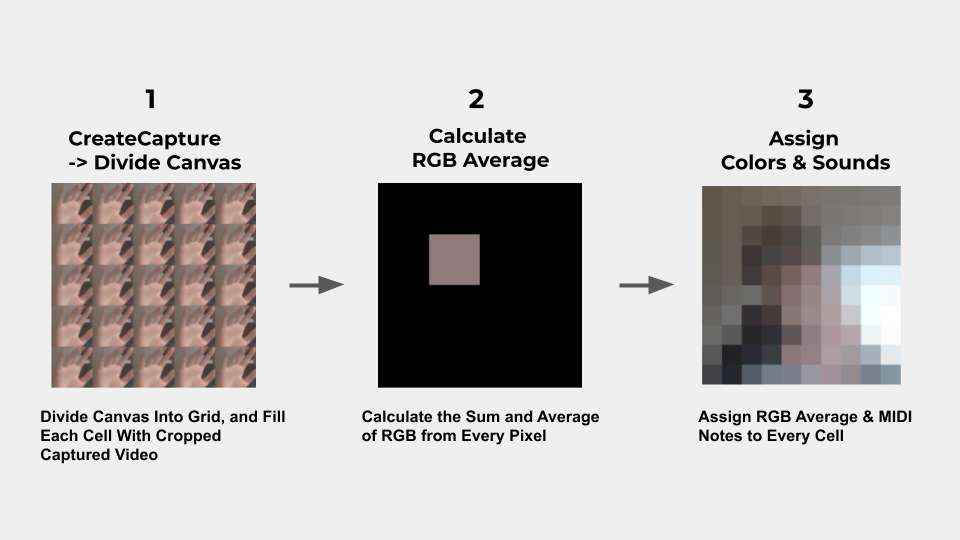 1
CreateCapture
-> Divide Canvas
Divide Canvas Into Grid, and Fill
Each Cell With Cropped
Captured Video
2
Calculate
RGB Average
Calculate the Sum and Average
of RGB from Every Pixel
3
Assign
Colors & Sounds
Assign RGB Average & MIDI
Notes to Every Cell